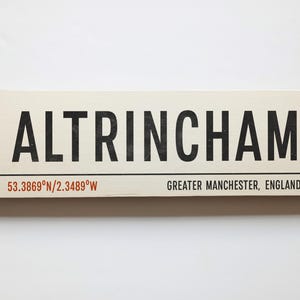 ALTRINCHAM
53.3869°N/2.3489°W GREATER MANCHESTER, ENGLAND